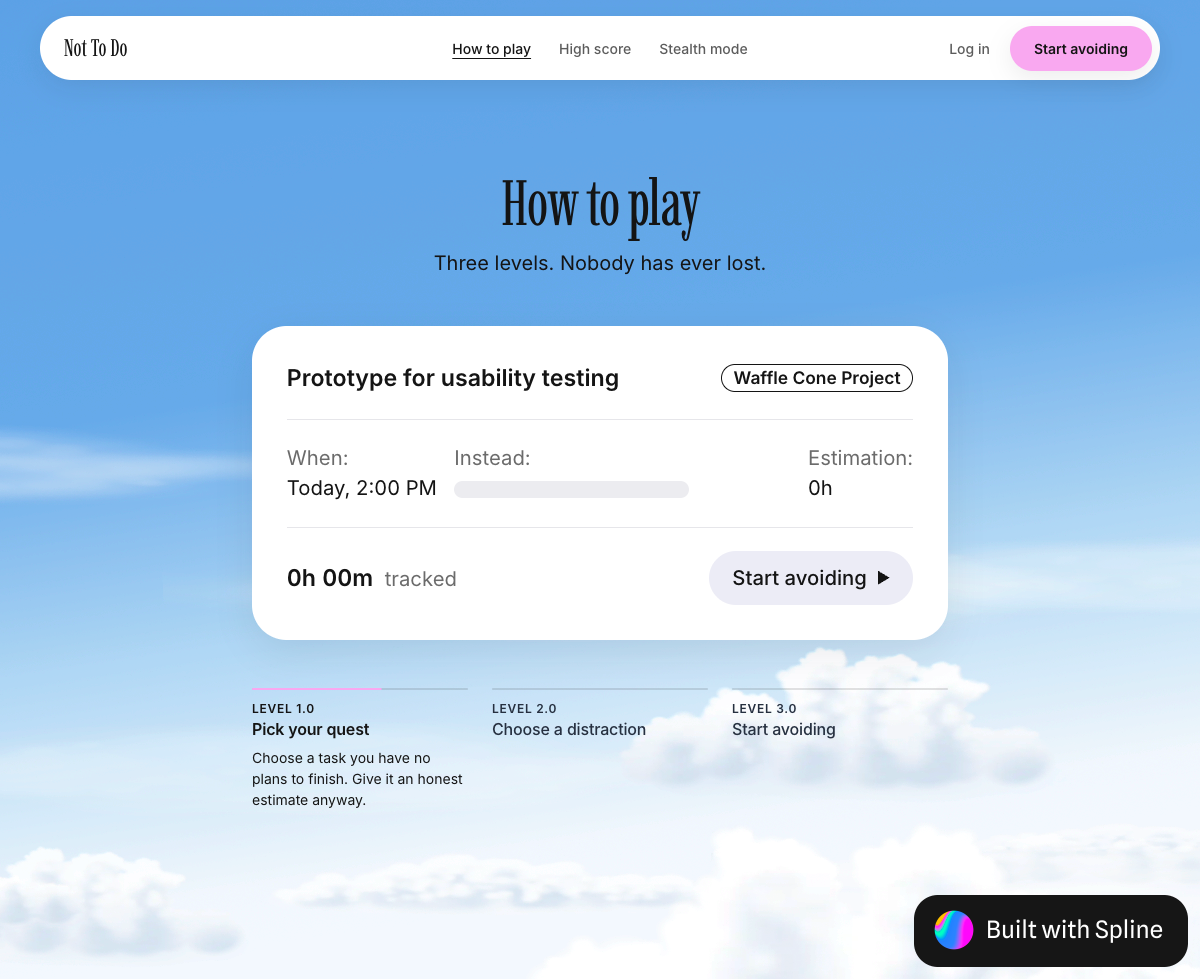 Not To Do
How to play
High score
Stealth mode
Log in
Start avoiding
How to play
Three levels. Nobody has ever lost.
Prototype for usability testing
Waffle Cone Project
When:
Instead:
Estimation:
Today, 2:00 PM
0h
0h 00m tracked
Start avoiding
LEVEL 1.0
Pick your quest
Choose a task you have no
plans to finish. Give it an honest
estimate anyway.
LEVEL 2.0
Choose a distraction
LEVEL 3.0
Start avoiding
Built with Spline